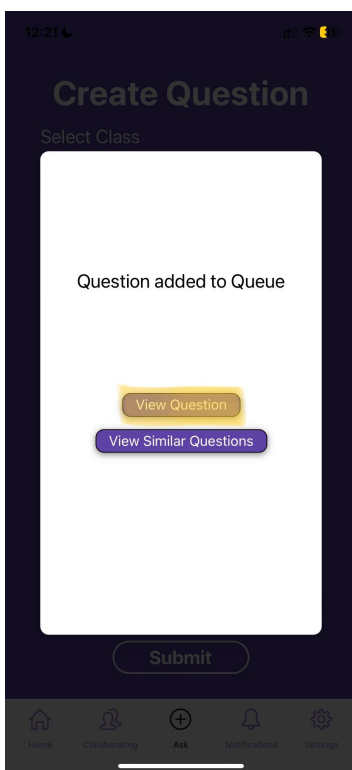 12:21
Create Question
Select Class
Question added to Queue
View Question
View Similar Questions
Submit
Home
Collaborating
Ask
Notifications
Settings